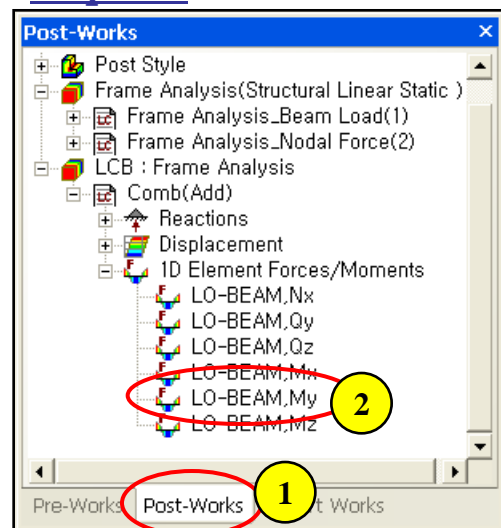 Post-Works
Post Style
Frame Analysis(Structural Linear Static )
Frame Analysis_Beam Load(1)
Frame Analysis_Nodal Force(2)
LCB : Frame Analysis
Comb(Add)
Reactions
Displacement
1D Element Forces/Moments
LO-BEAM,Nx
LO-BEAM,Qy
LO-BEAM,Qz
LO-BEAM,Mx
LO-BEAM,My
2
LO-BEAM,Mz
Pre-Works
Post-Works
1
Works